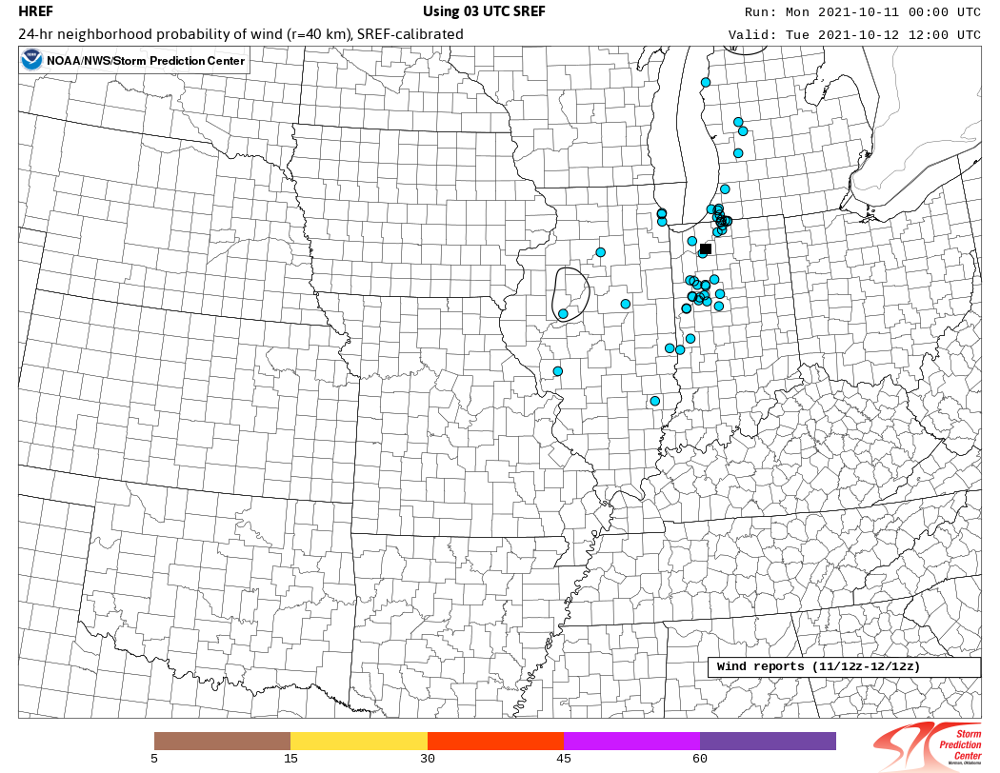 HREF
Using 03 UTC SREF
Run: Mon 2021-10-11 00:00 UTC
24-hr neighborhood probability of wind (r=40 km), SREF-calibrated
Valid: Tue 2021-10-12 12:00 UTC
NOAA/NWS/Storm Prediction Center
Wind reports (11/12z-12/12z)
5 15 30 45 60
Storm
Prediction
Center
Norman, Oklahoma